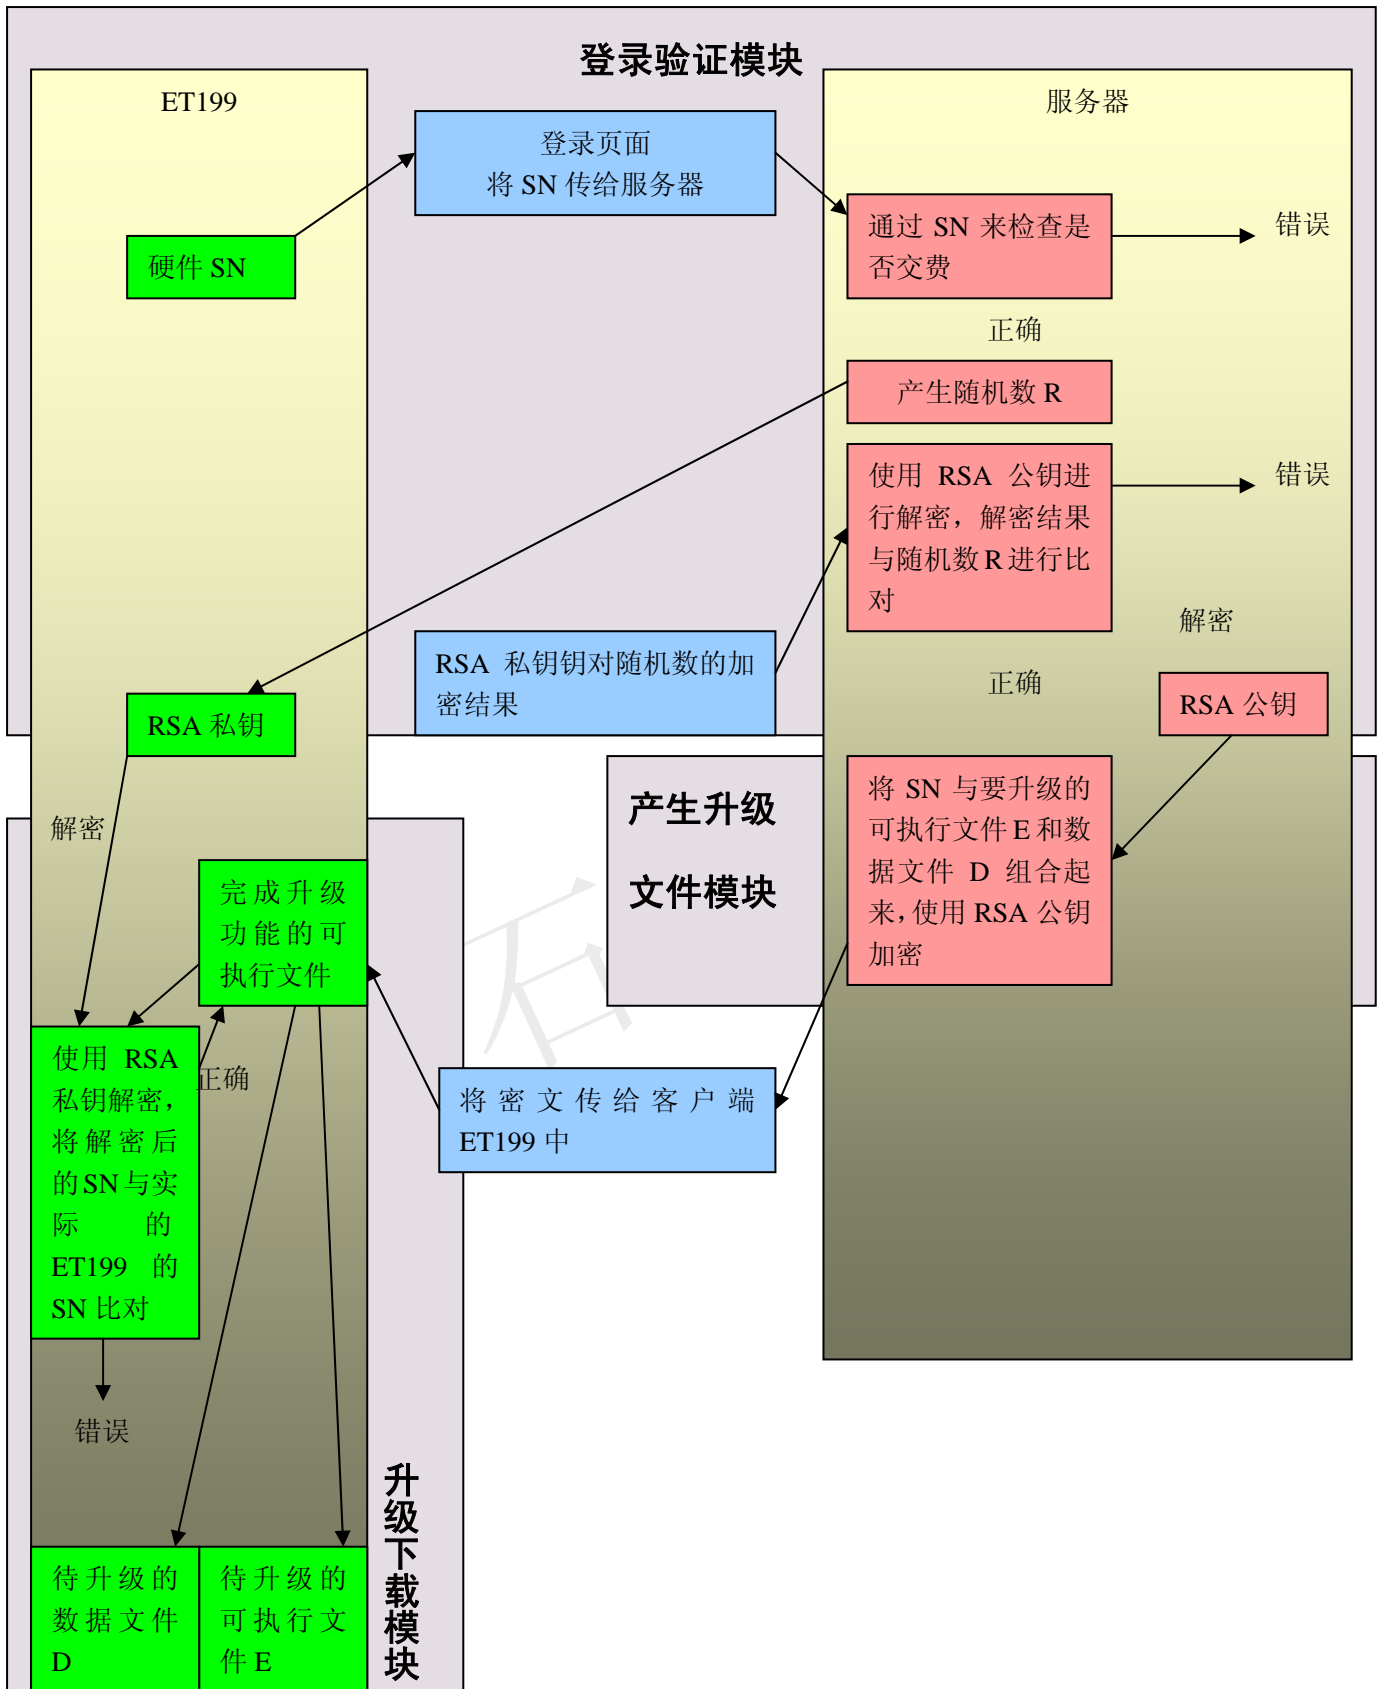 登录验证模块
ET199
服务器
登录页面
将 SN 传给服务器
通过 SN 来检查是
否交费
错误
硬件 SN
正确
产生随机数 R
使用 RSA 公钥进
行解密，解密结果
与随机数 R 进行比
对
错误
解密
RSA 私钥钥对随机数的加
密结果
正确
RSA 公钥
RSA 私钥
产生升级
文件模块
将 SN 与要升级的
可执行文件 E 和数
据文件 D 组合起
来，使用 RSA 公钥
加密
解密
完成升级
功能的可
执行文件
石
使用 RSA
私钥解密，
将解密后
的 SN 与实
际 的
ET199 的
SN 比对
正确
将密文传给客户端
ET199 中
错误
升级下载模块
待升级的
数据文件
D
待升级的
可执行文
件 E